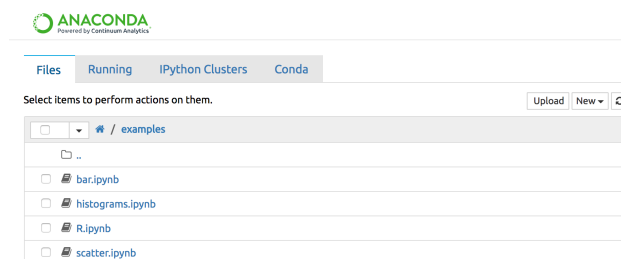 ANACONDA
Powered by Continuum Analytics
Files Running IPython Clusters Conda
Select items to perform actions on them. Upload New
/ examples
..
bar.ipynb
histograms.ipynb
R.ipynb
scatter.ipynb